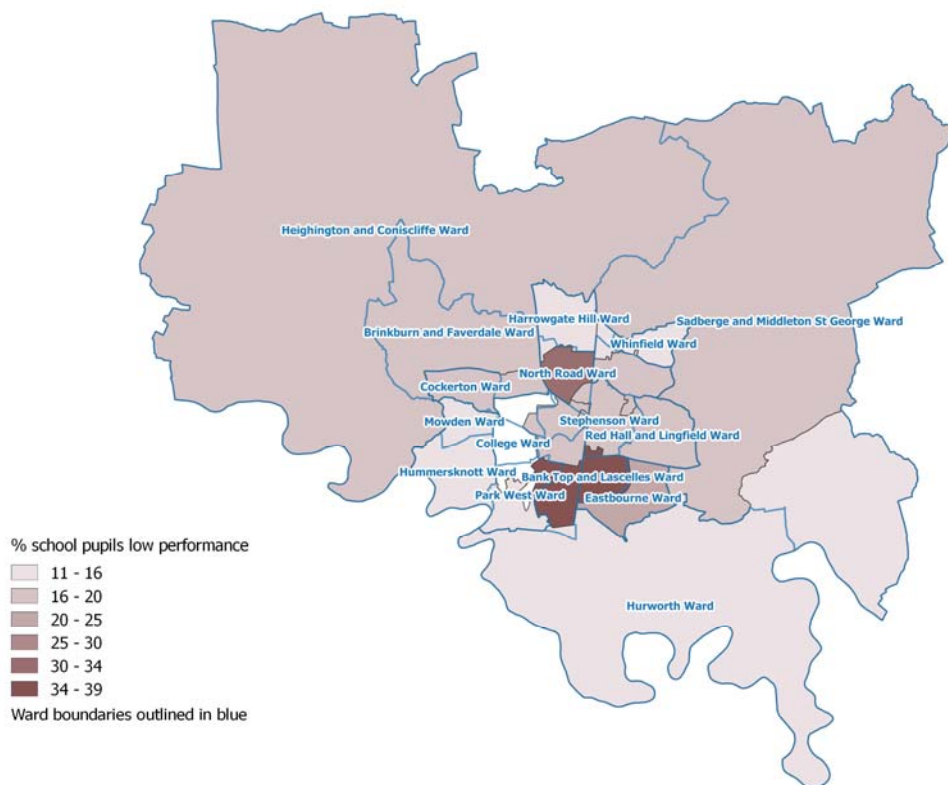 Heighington and Coniscliffe Ward
Harrowgate Hill Ward
Sadberge and Middleton St George Ward
Brinkburn and Faverdale Ward
Whinfield Ward
North Road Ward
Cockerton Ward
Mowden Ward
Stephenson Ward
College Ward
Red Hall and Lingfield Ward
Hummersknott Ward
Bank Top and Lascelles Ward
Park West Ward
Eastbourne Ward
Hurworth Ward
% school pupils low performance
11 - 16
16 - 20
20 - 25
25 - 30
30 - 34
34 - 39
Ward boundaries outlined in blue